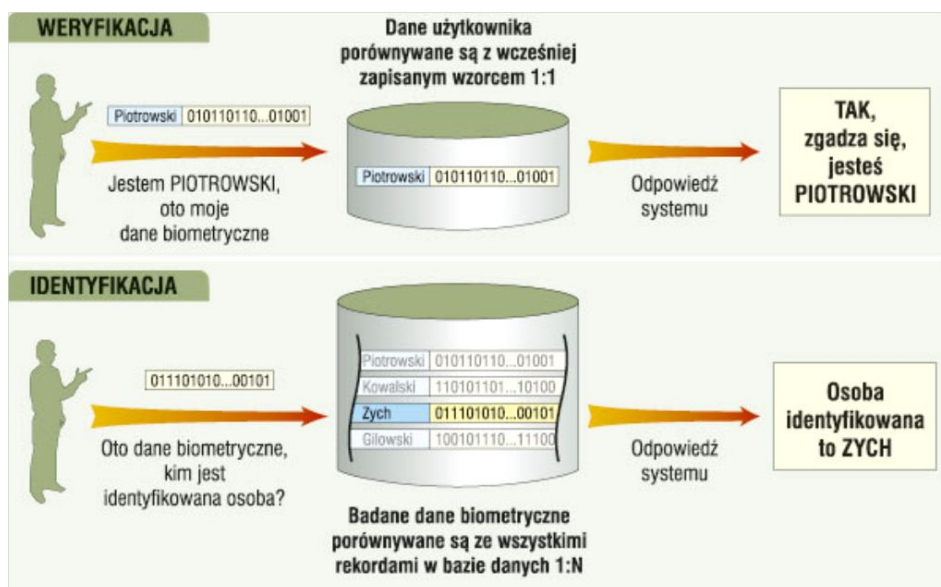 WERYFIKACJA
Dane użytkownika
porównywane są z wcześniej
zapisanym wzorcem 1:1
Piotrowski 010110110...01001
Jestem PIOTROWSKI,
oto moje
dane biometryczne
Piotrowski 010110110...01001
Odpowiedź
systemu
TAK,
zgadza się,
jesteś
PIOTROWSKI
IDENTYFIKACJA
011101010...00101
Oto dane biometryczne,
kim jest
identyfikowana osoba?
Piotrowski 010110110...01001
Kowalski 110101101...10100
Zych 011101010...00101
Gilowski 100101110...11100
Badane dane biometryczne
porównywane są ze wszystkimi
rekordami w bazie danych 1:N
Odpowiedź
systemu
Osoba
identyfikowana
to ZYCH